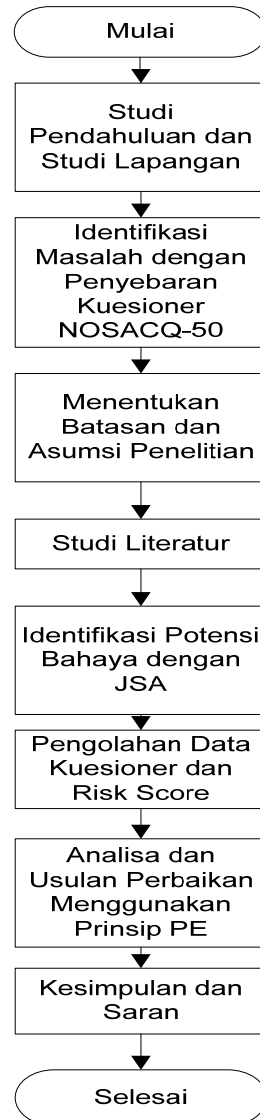 Mulai
Studi
Pendahuluan dan
Studi Lapangan
Identifikasi
Masalah dengan
Penyebaran
Kuesioner
NOSACQ-50
Menentukan
Batasan dan
Asumsi Penelitian
Studi Literatur
Identifikasi Potensi
Bahaya dengan
JSA
Pengolahan Data
Kuesioner dan
Risk Score
Analisa dan
Usulan Perbaikan
Menggunakan
Prinsip PE
Kesimpulan dan
Saran
Selesai